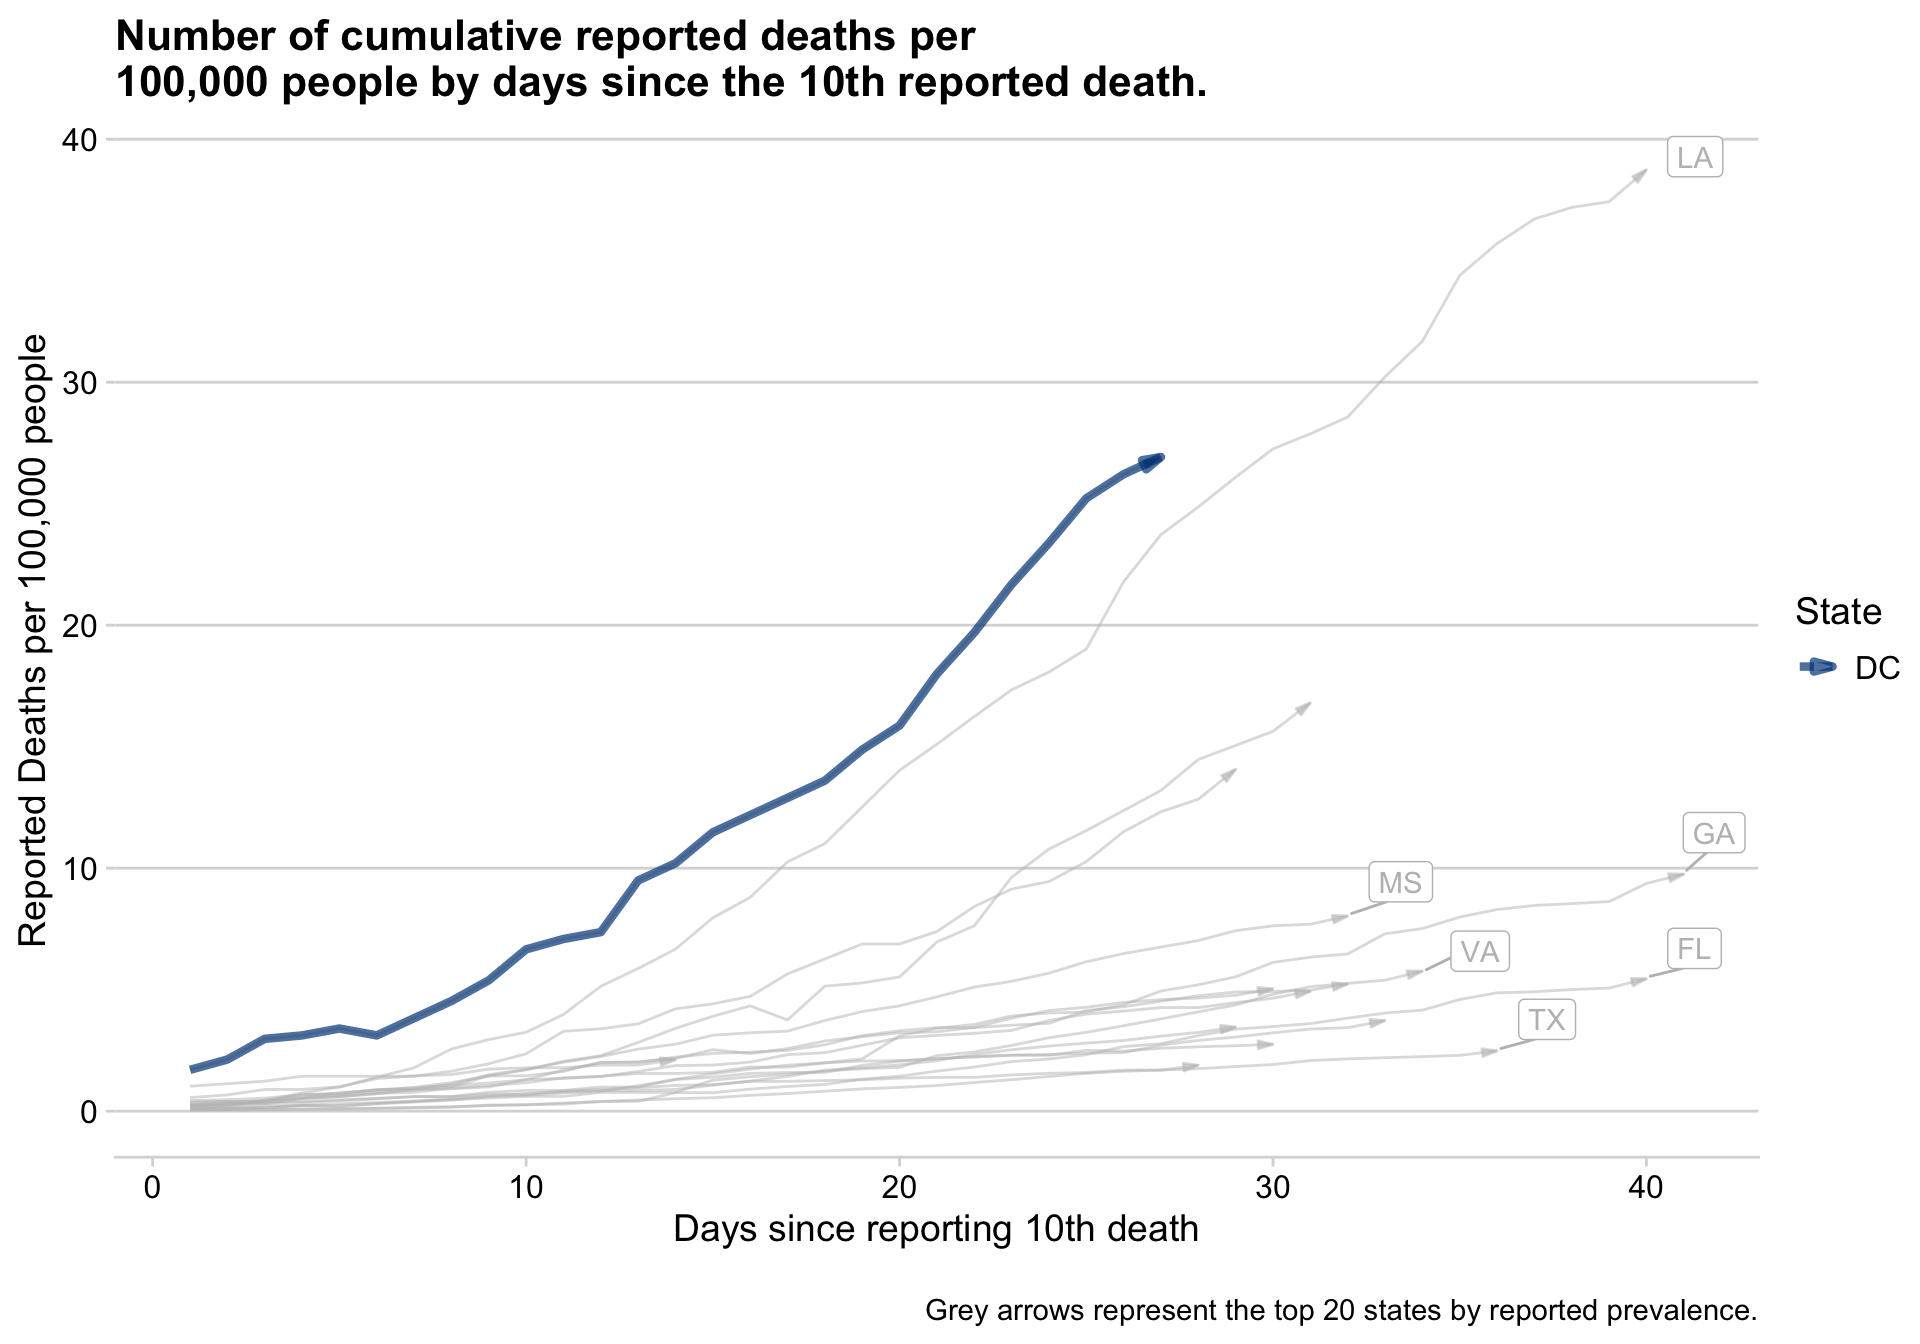 Number of cumulative reported deaths per
100,000 people by days since the 10th reported death.
40
LA
30
Reported Deaths per 100,000 people
20
State
DC
GA
10
MS
FL
VA
TX
0
0 10 20 30 40
Days since reporting 10th death
Grey arrows represent the top 20 states by reported prevalence.